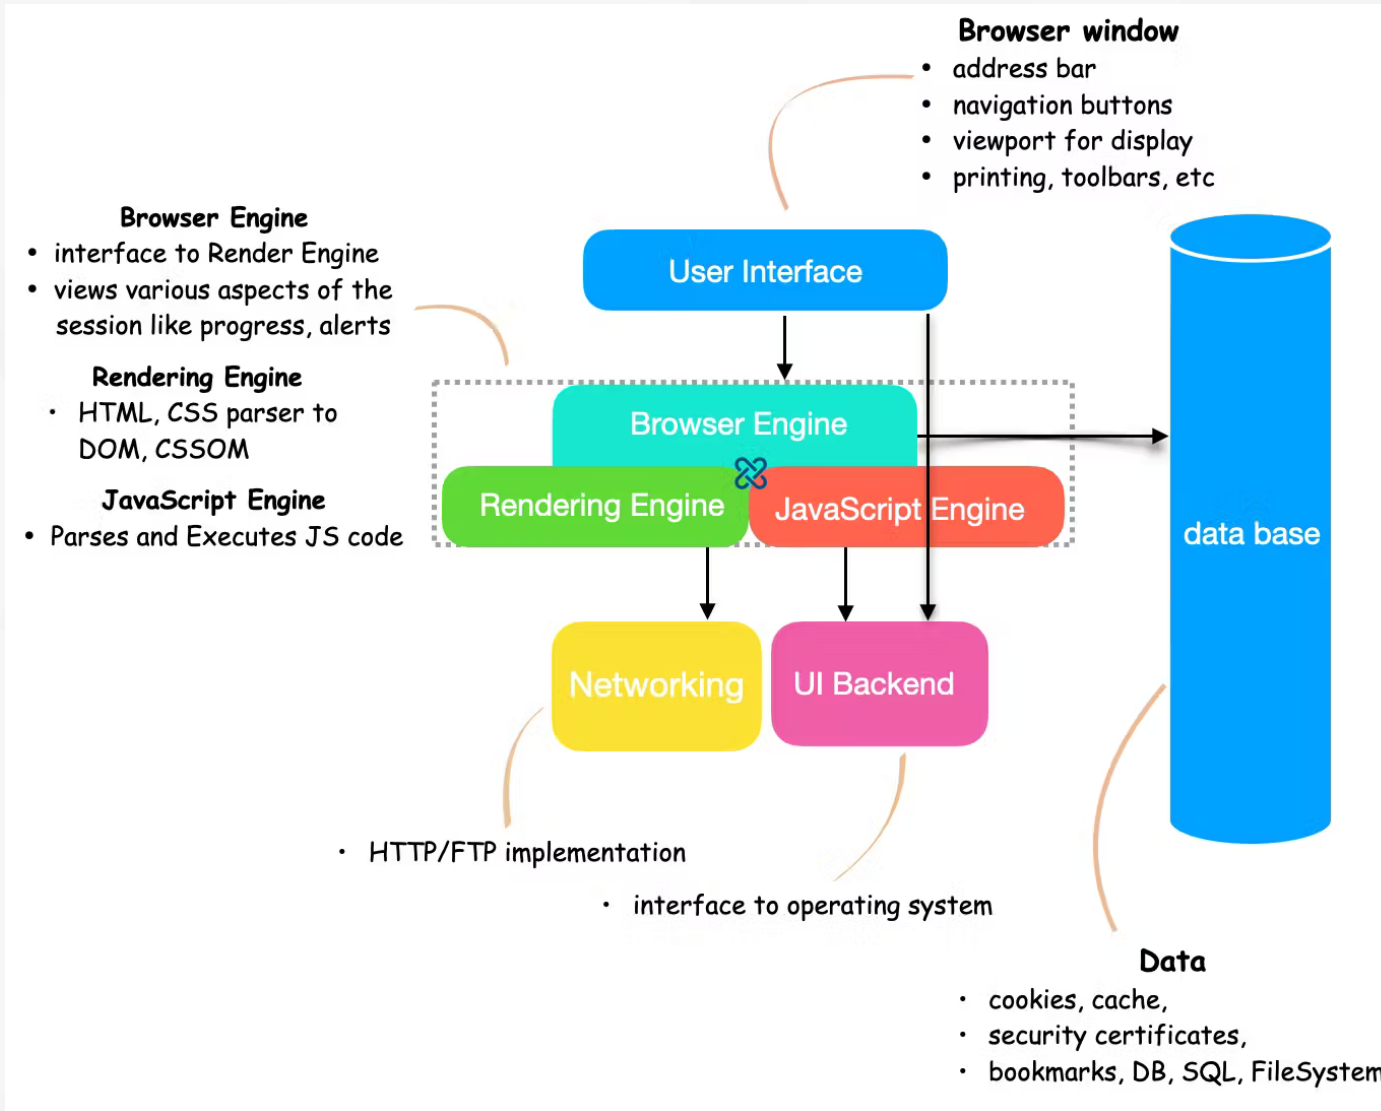 Browser window
• address bar
• navigation buttons
• viewport for display
• printing, toolbars, etc
Browser Engine
• interface to Render Engine
• views various aspects of the
session like progress, alerts
Rendering Engine
• HTML, CSS parser to
DOM, CSSOM
JavaScript Engine
• Parses and Executes JS code
User Interface
Browser Engine
Rendering Engine
JavaScript Engine
data base
Networking
UI Backend
• HTTP/FTP implementation
• interface to operating system
Data
• cookies, cache,
• security certificates,
• bookmarks, DB, SQL, FileSystem